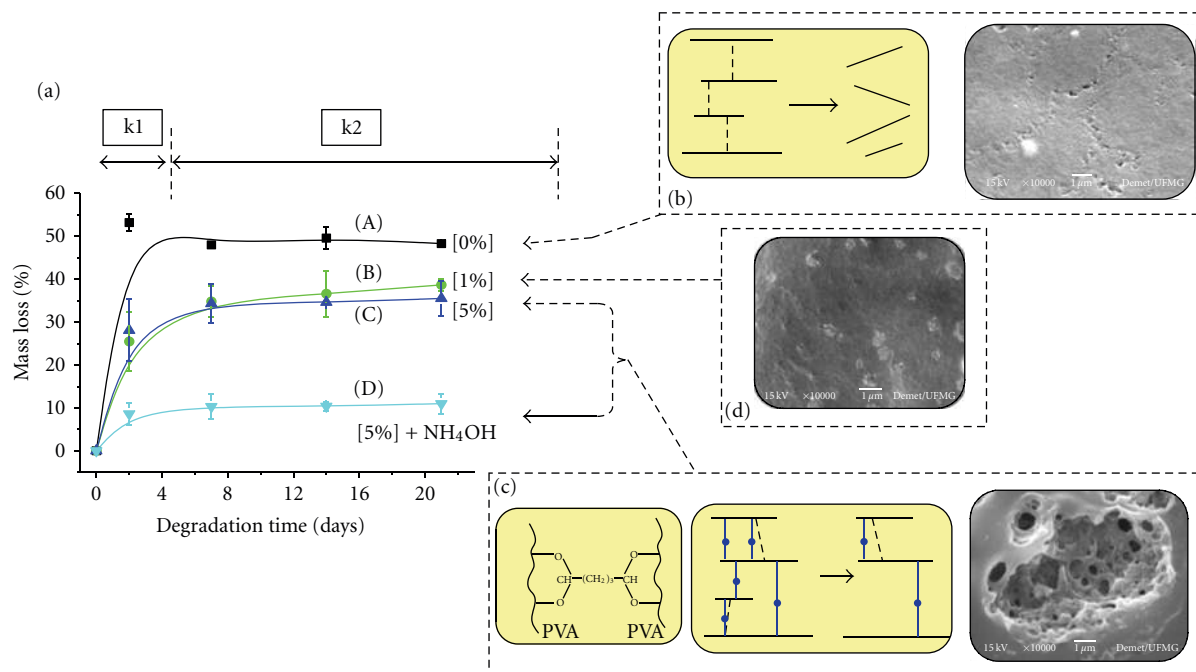 (a)
k1
k2
60
50
40
30
20
10
0
Mass loss (%)
0 4 8 12 16 20
Degradation time (days)
(A)
[0%]
(B)
[1%]
(C)
[5%]
(D)
[5%] + NH₄OH
(b)
15 kV ×10000 1 μm Demet/UFMG
(d)
15 kV ×10000 1 μm Demet/UFMG
(c)
O O
CH—(CH₂)₃—CH
O O
PVA PVA
15 kV ×10000 1 μm Demet/UFMG